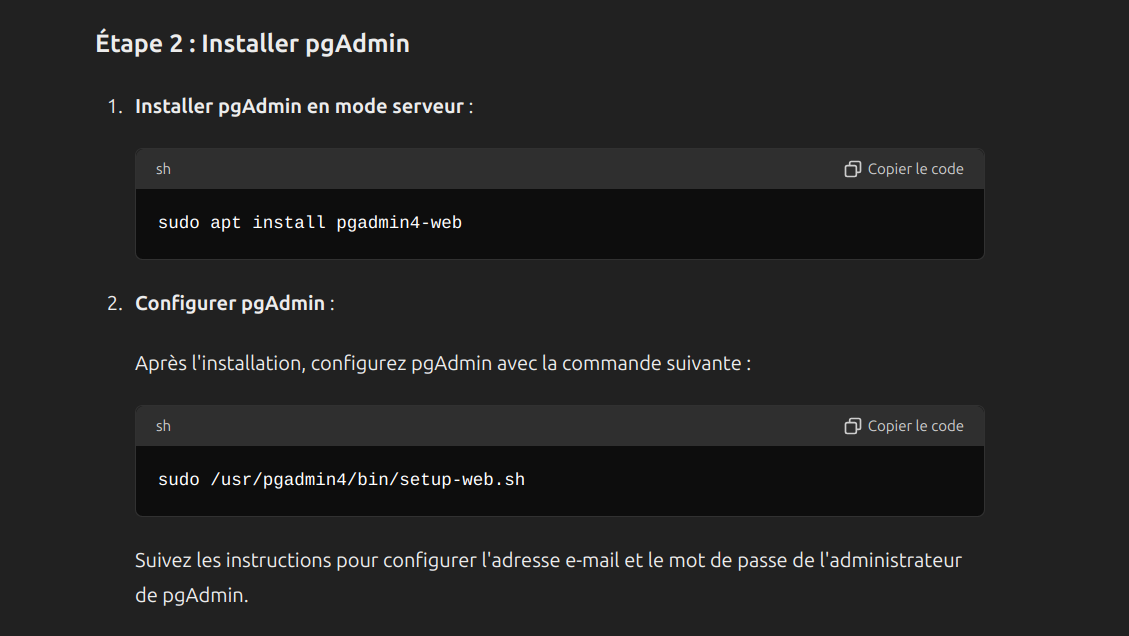 Étape 2 : Installer pgAdmin
1. Installer pgAdmin en mode serveur :
sh
Copier le code
sudo apt install pgadmin4-web
2. Configurer pgAdmin :
Après l'installation, configurez pgAdmin avec la commande suivante :
sh
Copier le code
sudo /usr/pgadmin4/bin/setup-web.sh
Suivez les instructions pour configurer l'adresse e-mail et le mot de passe de l'administrateur
de pgAdmin.